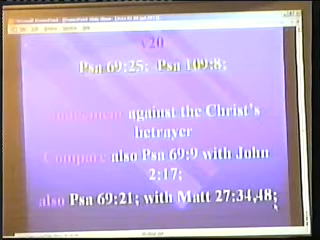 v20
Psa 69:25; Psa 109:8;
Judgement against the Christ's
betrayer
Compare also Psa 69:9 with John
2:17;
also Psa 69:21; with Matt 27:34,48;